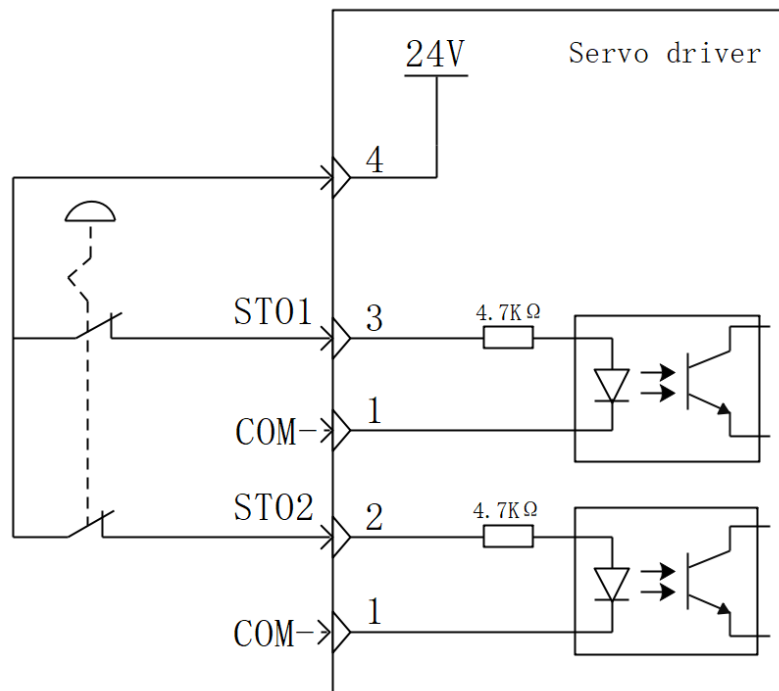 24V
Servo driver
4
STO1
3
4.7KΩ
COM-
1
STO2
2
4.7KΩ
COM-
1